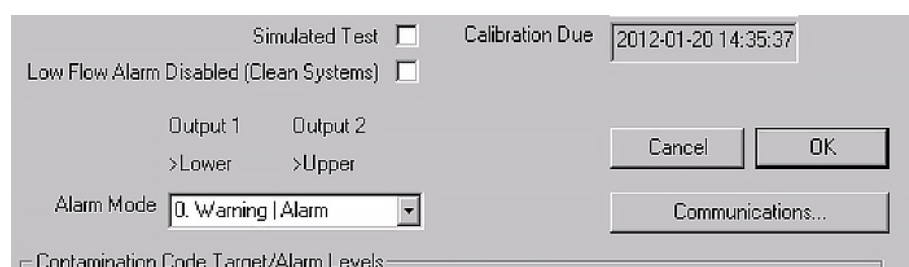 Simulated Test
Calibration Due 2012-01-20 14:35:37
Low Flow Alarm Disabled (Clean Systems)
Output 1 Output 2
>Lower >Upper
Cancel OK
Alarm Mode 0. Warning | Alarm
Communications...
Contamination Code Target/Alarm Levels